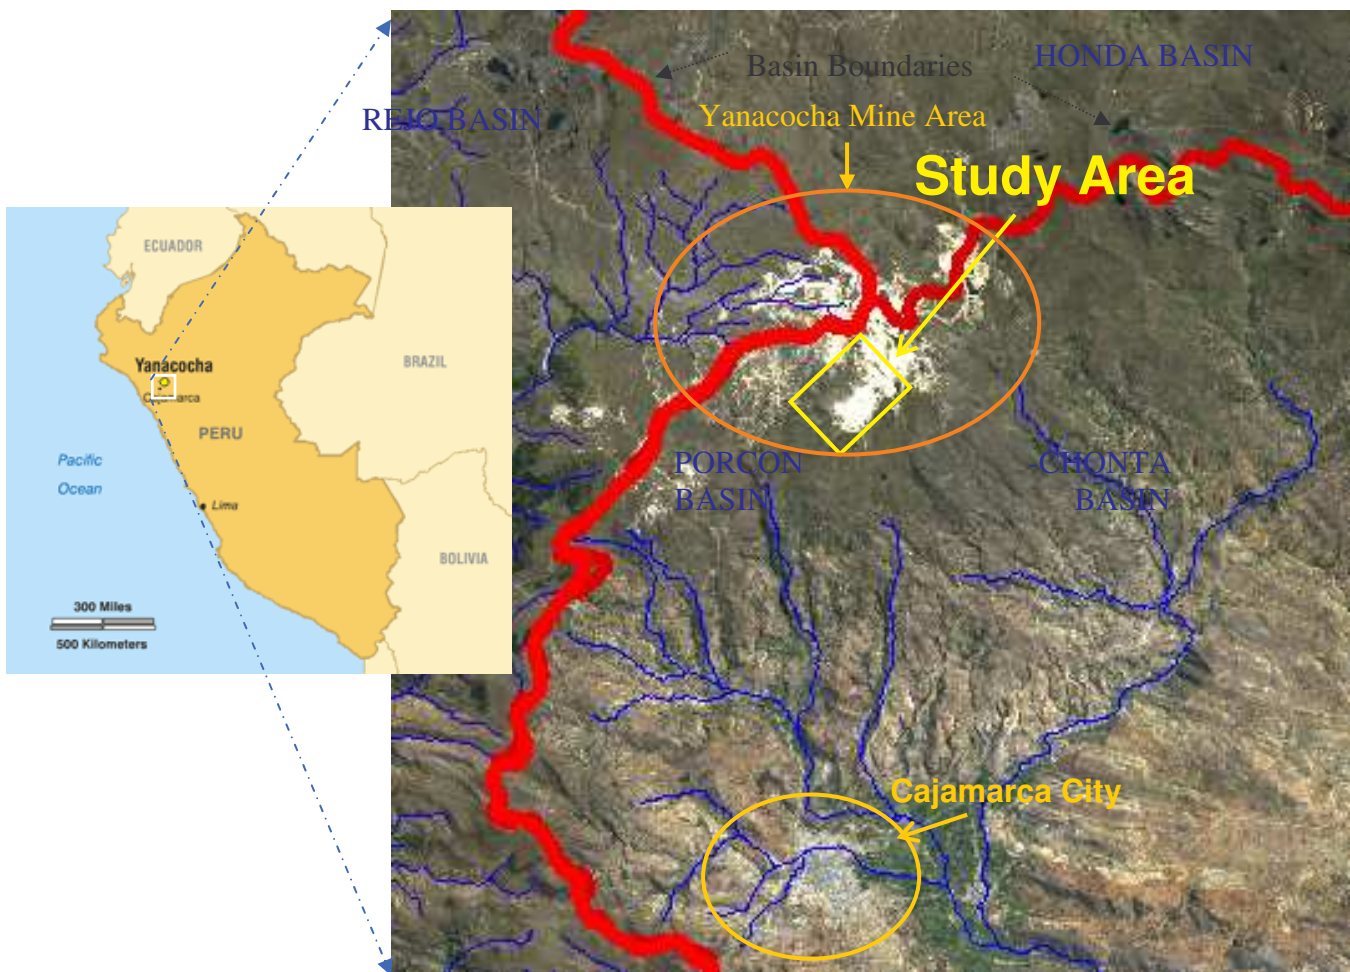 HONDA BASIN
Basin Boundaries
REJO BASIN
Yanacocha Mine Area
Study Area
ECUADOR
BRAZIL
Yanacocha
Cajamarca
PERU
Pacific
Ocean
Lima
BOLIVIA
300 Miles
500 Kilometers
PORCON
BASIN
-CHONTA
BASIN
Cajamarca City